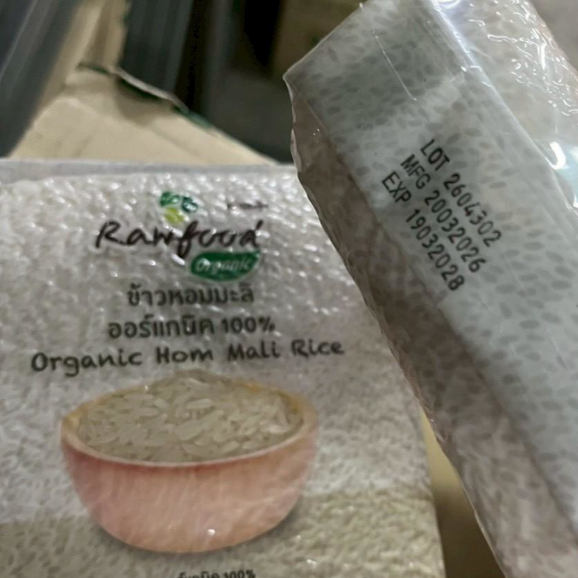 Rawfood
Organic
ข้าวหอมมะลิ
ออร์แกนิค 100%
Organic Hom Mali Rice
LOT 2604302
MFG 20032026
EXP 19032028